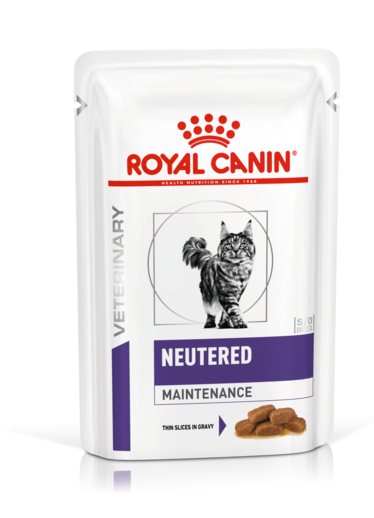 ROYAL CANIN®
HEALTH NUTRITION SINCE 1968
VETERINARY
NEUTERED
MAINTENANCE
THIN SLICES IN GRAVY